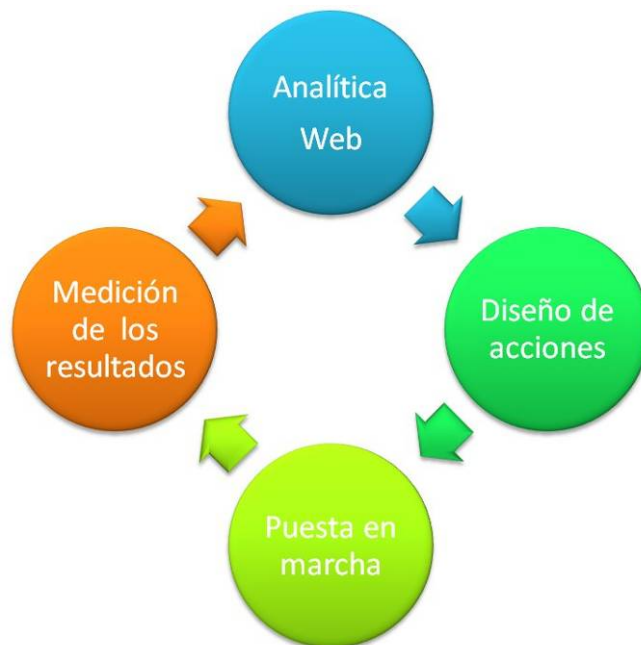 Analítica
Web
Diseño de
acciones
Puesta en
marcha
Medición
de los
resultados